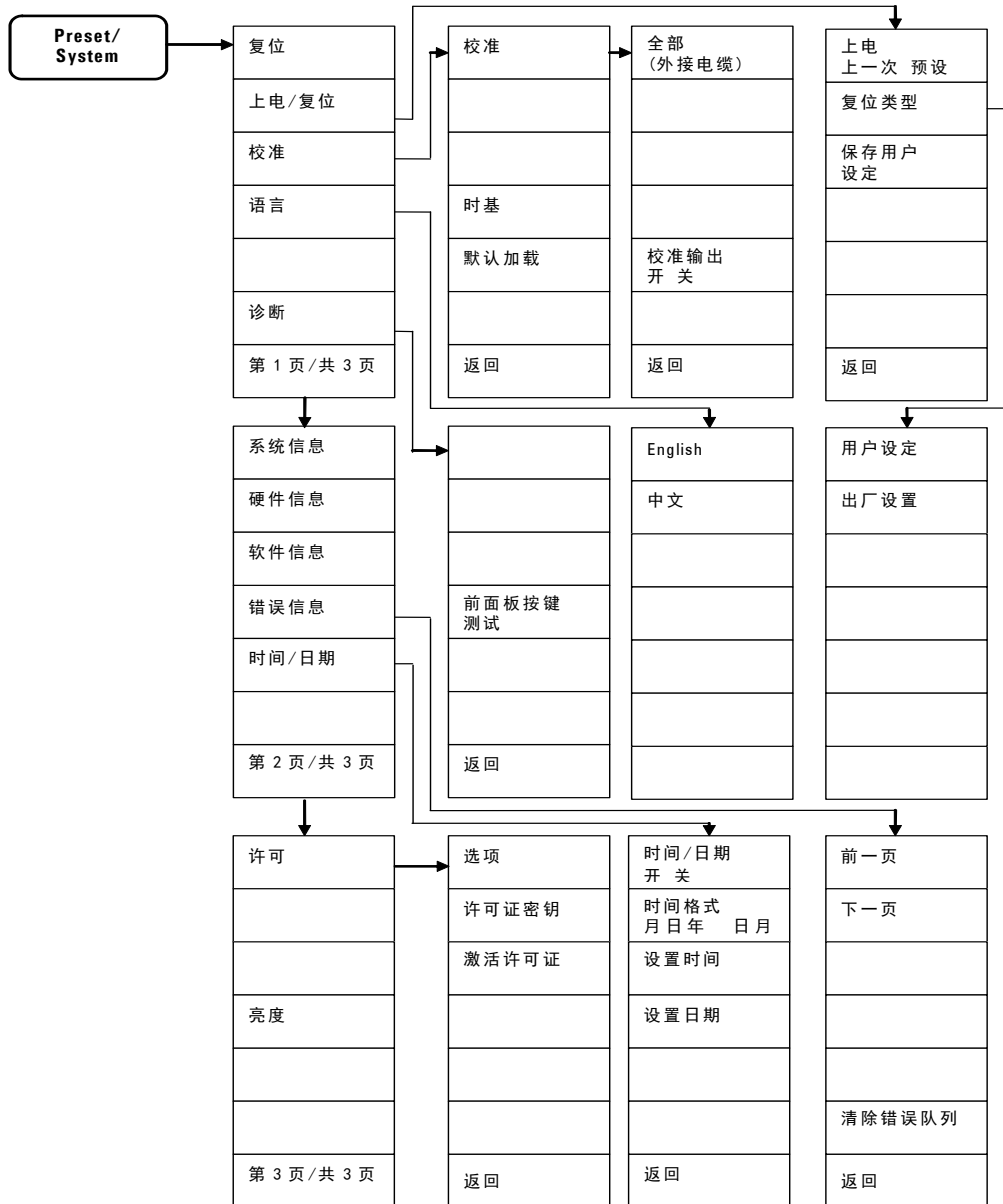 Preset/
System
复位
上电/复位
校准
语言
诊断
第 1 页/共 3 页
校准
时基
默认加载
返回
全部
(外接电缆)
校准输出
开 关
返回
上电
上一次 预设
复位类型
保存用户
设定
返回
系统信息
硬件信息
软件信息
错误信息
时间/日期
第 2 页/共 3 页
前面板按键
测试
返回
English
中文
用户设定
出厂设置
许可
亮度
第 3 页/共 3 页
选项
许可证密钥
激活许可证
返回
时间/日期
开 关
时间格式
月日年 日月
设置时间
设置日期
返回
前一页
下一页
清除错误队列
返回